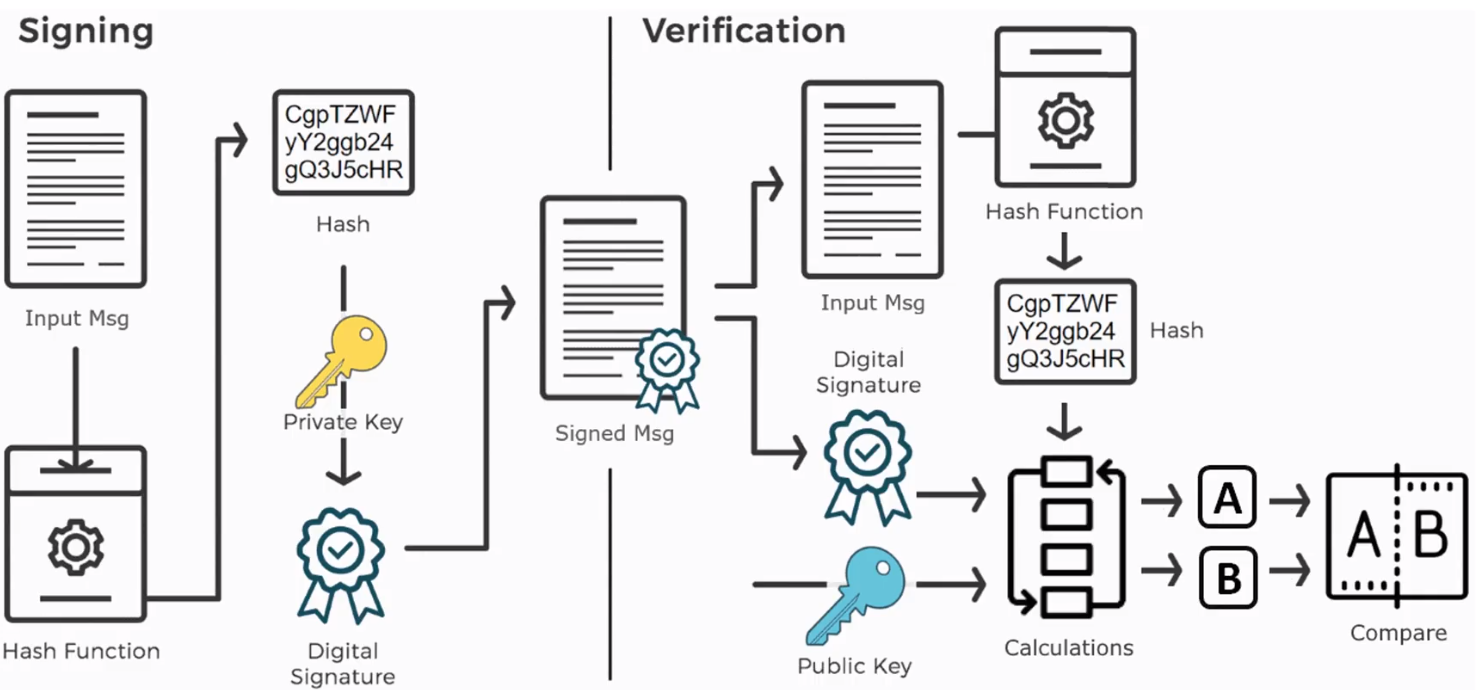 Signing
Input Msg
Hash Function
CgpTZWF
yY2ggb24
gQ3J5cHR
Hash
Private Key
Digital
Signature
Signed Msg
Verification
Input Msg
Hash Function
CgpTZWF
yY2ggb24
gQ3J5cHR
Hash
Digital
Signature
Public Key
Calculations
A
B
A B
Compare